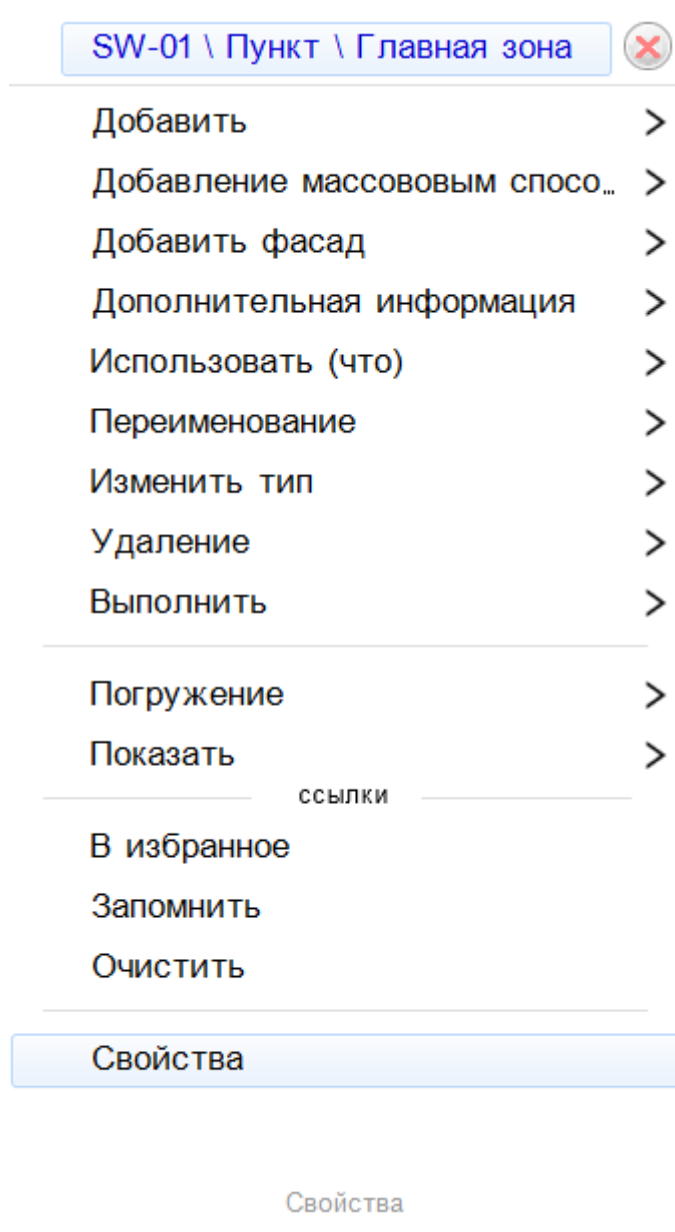 SW-01 \ Пункт \ Главная зона
Добавить
Добавление массововым спосо...
Добавить фасад
Дополнительная информация
Использовать (что)
Переименование
Изменить тип
Удаление
Выполнить
Погружение
Показать
ссылки
В избранное
Запомнить
Очистить
Свойства
Свойства